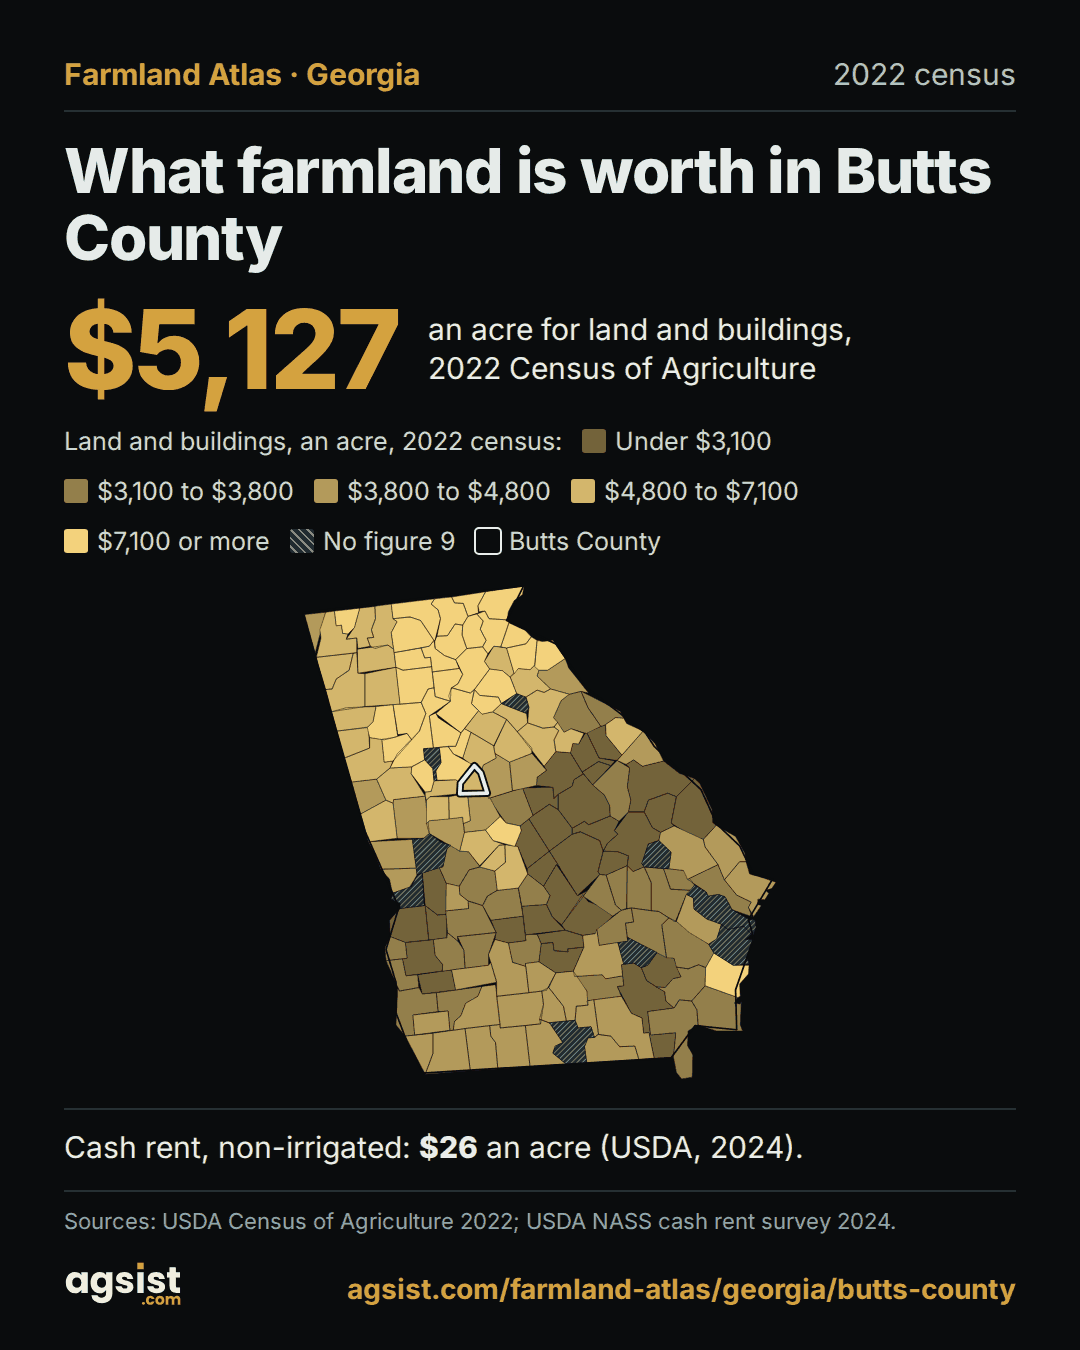 Farmland Atlas · Georgia
2022 census
What farmland is worth in Butts
County
$5,127
an acre for land and buildings,
2022 Census of Agriculture
Land and buildings, an acre, 2022 census: Under $3,100
$3,100 to $3,800 $3,800 to $4,800 $4,800 to $7,100
$7,100 or more No figure 9 Butts County
Cash rent, non-irrigated: $26 an acre (USDA, 2024).
Sources: USDA Census of Agriculture 2022; USDA NASS cash rent survey 2024.
agsist
.com
agsist.com/farmland-atlas/georgia/butts-county